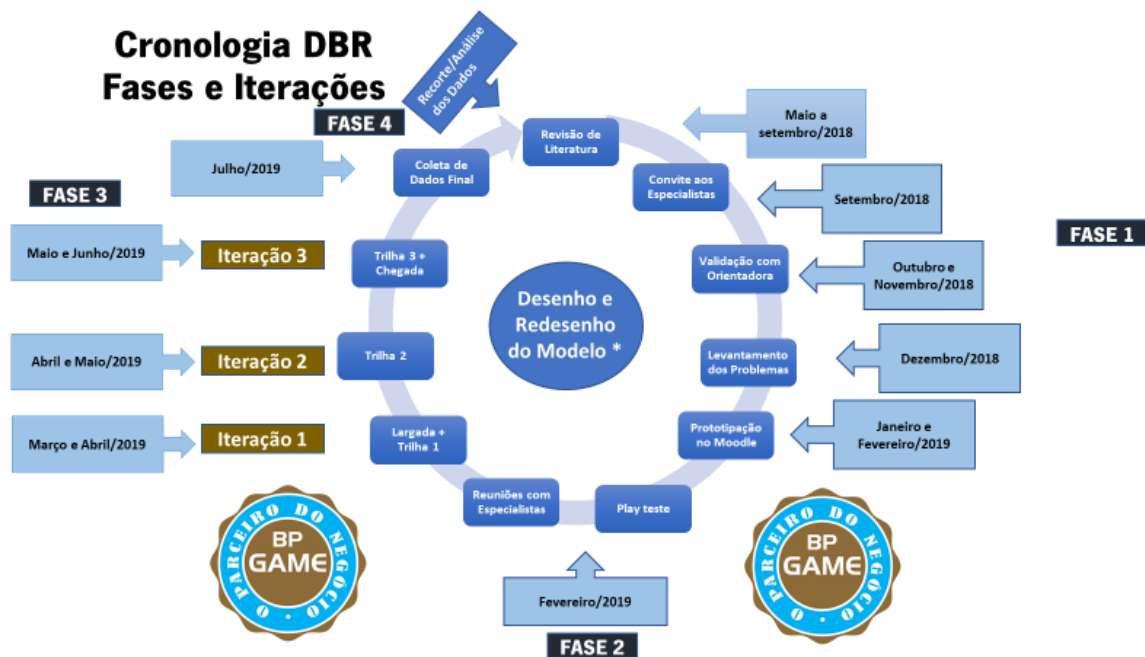 Cronologia DBR
Fases e Iterações
Recorte/Análise
dos Dados
FASE 4
Revisão de
Literatura
Maio a
setembro/2018
Julho/2019
Coleta de
Dados Final
Convite aos
Especialistas
Setembro/2018
FASE 3
FASE 1
Maio e Junho/2019
Iteração 3
Trilha 3 +
Chegada
Validação com
Orientadora
Outubro e
Novembro/2018
Desenho e
Redesenho
do Modelo *
Abril e Maio/2019
Iteração 2
Trilha 2
Levantamento
dos Problemas
Dezembro/2018
Março e Abril/2019
Iteração 1
Largada +
Trilha 1
Prototipação
no Moodle
Janeiro e
Fevereiro/2019
Reuniões com
Especialistas
Play teste
O PARCEIRO DO NEGÓCIO
BP
GAME
O PARCEIRO DO NEGÓCIO
BP
GAME
Fevereiro/2019
FASE 2